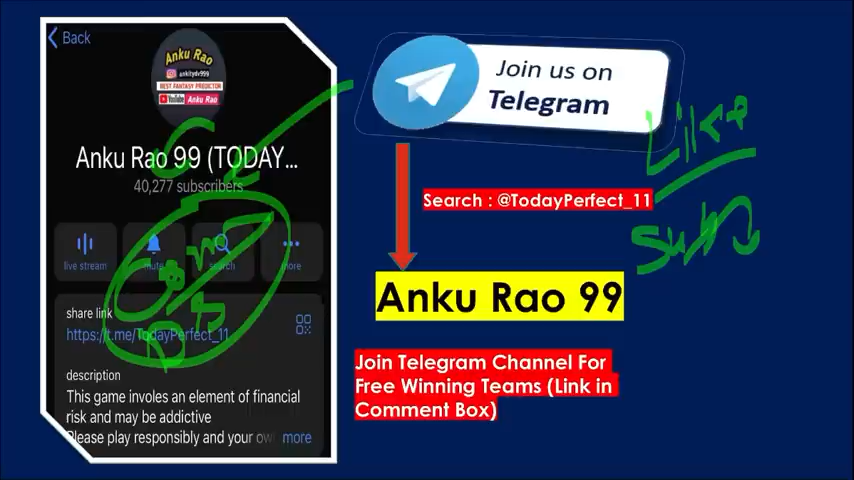 Back
Anku Rao
ankitydv999
BEST FANTASY PREDICTOR
YouTube Anku Rao
Anku Rao 99 (TODAY...
40,277 subscribers
live stream
mute
search
more
share link
https://t.me/TodayPerfect_11
description
This game involes an element of financial
risk and may be addictive
Please play responsibly and your ow
more
Join us on
Telegram
Like
Search : @TodayPerfect_11
Anku Rao 99
Join Telegram Channel For
Free Winning Teams (Link in
Comment Box)